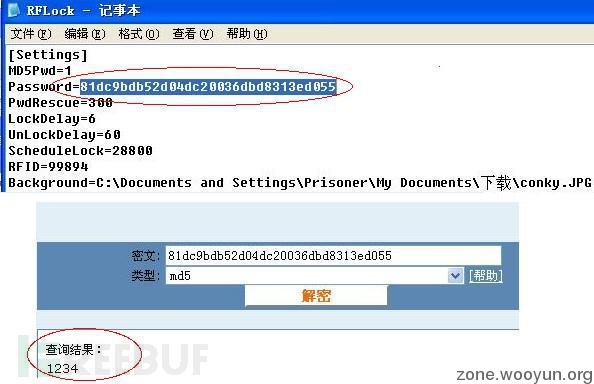 RFLock - 记事本
文件(F) 编辑(E) 格式(O) 查看(V) 帮助(H)
[Settings]
MD5Pwd=1
Password=81dc9bdb52d04dc20036dbd8313ed055
PwdRescue=300
LockDelay=6
UnLockDelay=60
ScheduleLock=28800
RFID=99894
Background=C:\Documents and Settings\Prisoner\My Documents\下载\conky.JPG
密文: 81dc9bdb52d04dc20036dbd8313ed055
类型: md5 [帮助]
解密
查询结果:
1234
FREEBUF
zone.wooyun.org